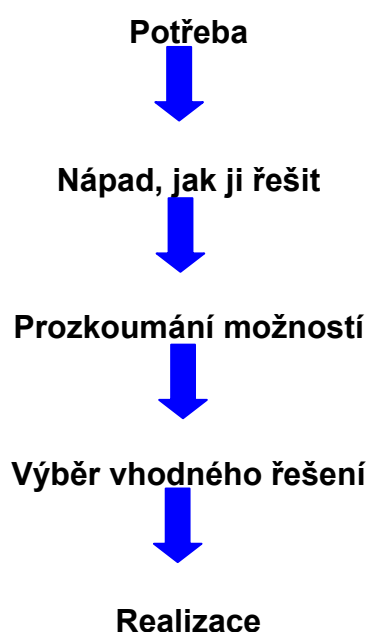 Potřeba
Nápad, jak ji řešit
Prozkoumání možností
Výběr vhodného řešení
Realizace